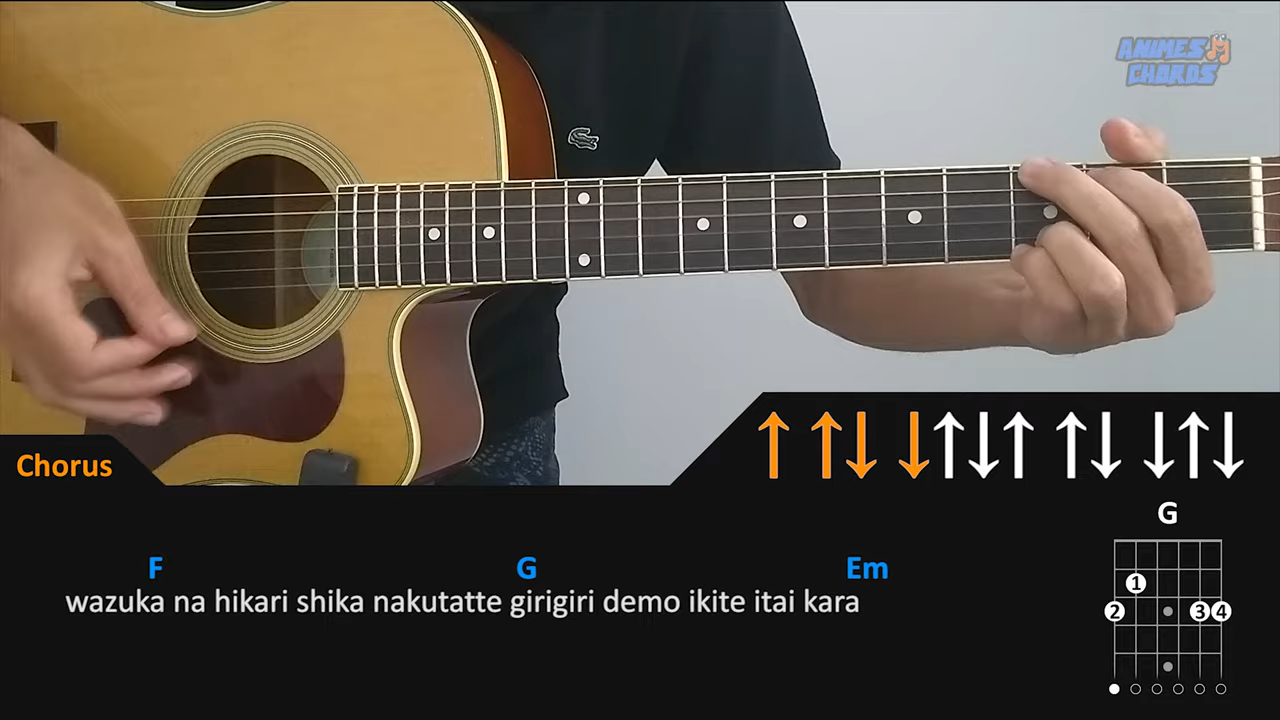 ANIMES
CHORDS
Chorus
G
F G Em
wazuka na hikari shika nakutatte girigiri demo ikite itai kara
1
2 3 4